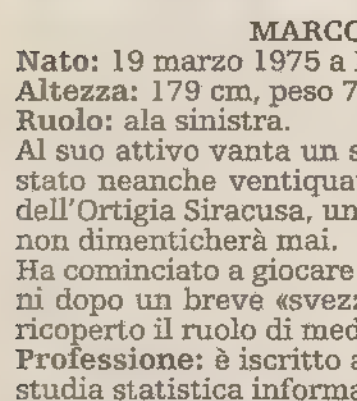 MARCO
Nato: 19 marzo 1975 a
Altezza: 179 cm, peso 7
Ruolo: ala sinistra.
Al suo attivo vanta un s
stato neanche ventiqua
dell'Ortigia Siracusa, un
non dimenticherà mai.
Ha cominciato a giocare
ni dopo un breve «svezz
ricoperto il ruolo di med
Professione: è iscritto a
studia statistica informa